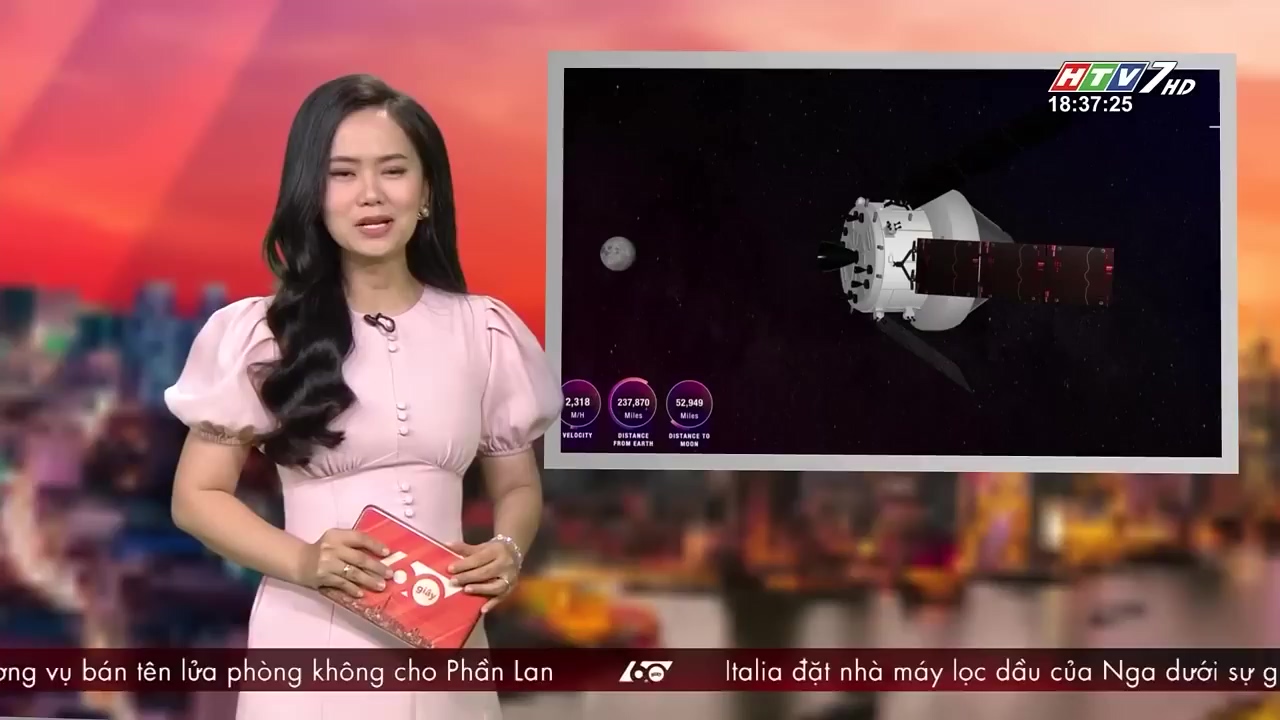 HTV7 HD
18:37:25
2,318
M/H
VELOCITY
237,870
Miles
DISTANCE
FROM EARTH
52,949
Miles
DISTANCE TO
MOON
60
giây
vụ bán tên lửa phòng không cho Phần Lan
60
Italia đặt nhà máy lọc dầu của Nga dưới sự